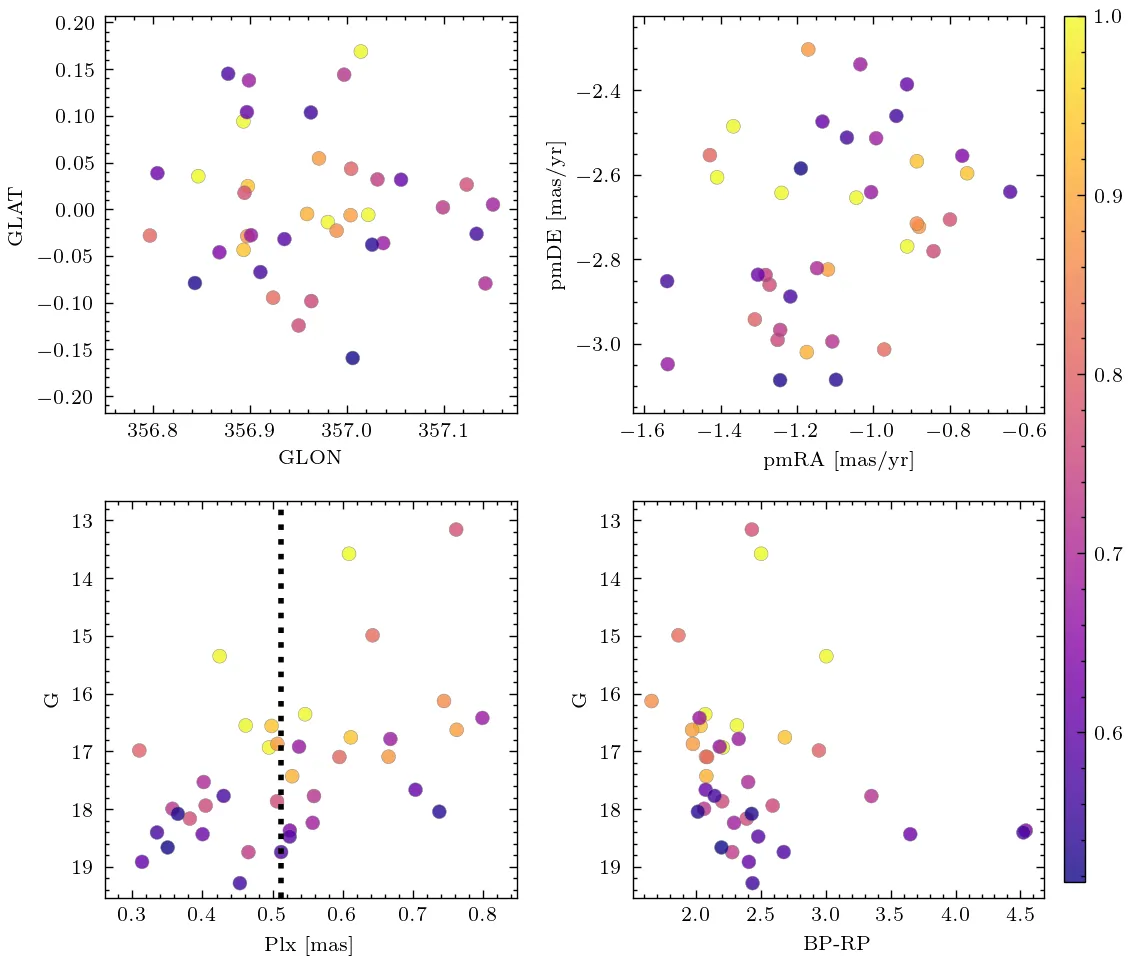 0.20
0.15
0.10
0.05
0.00
−0.05
−0.10
−0.15
−0.20
GLAT
356.8 356.9 357.0 357.1
GLON
−2.4
−2.6
−2.8
−3.0
pmDE [mas/yr]
−1.6 −1.4 −1.2 −1.0 −0.8 −0.6
pmRA [mas/yr]
1.0
0.9
0.8
0.7
0.6
13
14
15
16
17
18
19
G
0.3 0.4 0.5 0.6 0.7 0.8
Plx [mas]
13
14
15
16
17
18
19
G
2.0 2.5 3.0 3.5 4.0 4.5
BP-RP